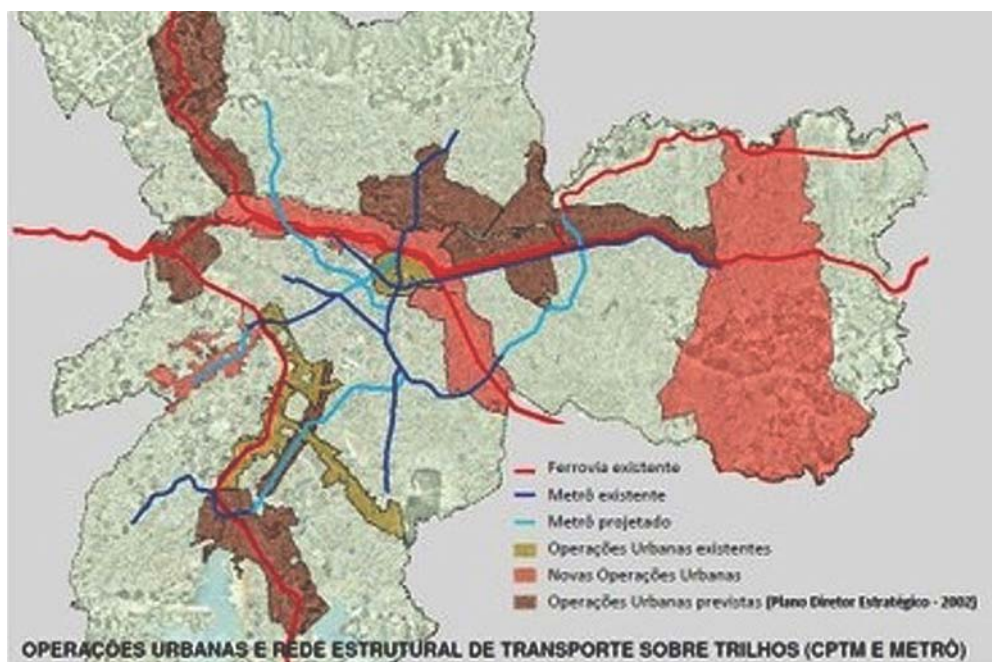 Ferrovia existente
Metrô existente
Metrô projetado
Operações Urbanas existentes
Novas Operações Urbanas
Operações Urbanas previstas (Plano Diretor Estratégico - 2002)
OPERAÇÕES URBANAS E REDE ESTRUTURAL DE TRANSPORTE SOBRE TRILHOS (CPTM E METRÔ)